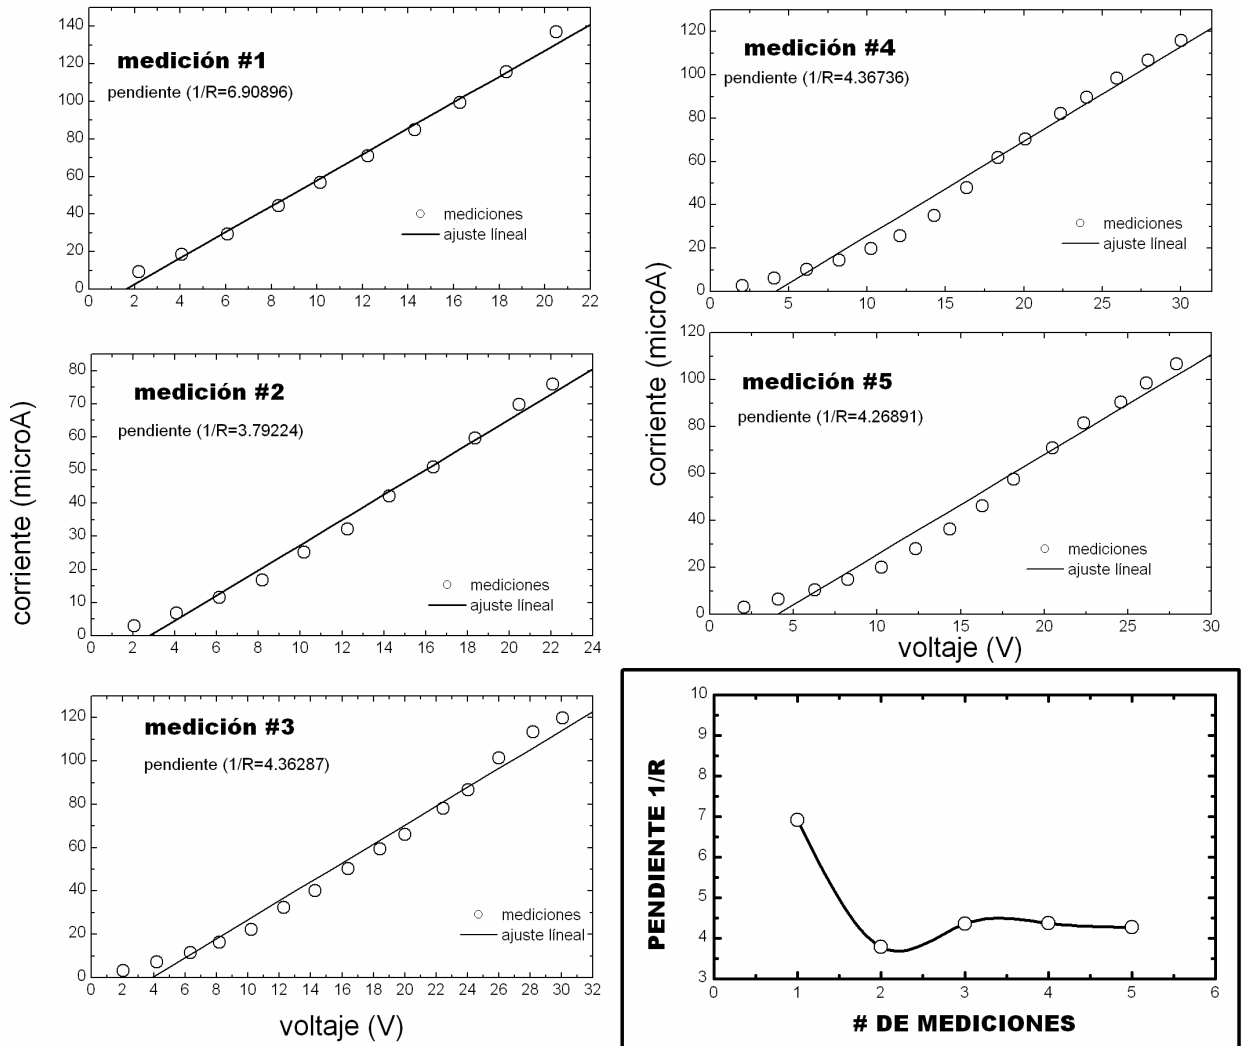 medición #1
pendiente (1/R=6.90896)
140
120
100
80
60
40
20
0
mediciones
ajuste líneal
0 2 4 6 8 10 12 14 16 18 20 22
medición #2
pendiente (1/R=3.79224)
80
70
60
50
40
30
20
10
0
mediciones
ajuste líneal
0 2 4 6 8 10 12 14 16 18 20 22 24
corriente (microA)
medición #3
pendiente (1/R=4.36287)
120
100
80
60
40
20
0
mediciones
ajuste líneal
0 2 4 6 8 10 12 14 16 18 20 22 24 26 28 30 32
voltaje (V)
medición #4
pendiente (1/R=4.36736)
120
100
80
60
40
20
0
mediciones
ajuste líneal
0 5 10 15 20 25 30
corriente (microA)
medición #5
pendiente (1/R=4.26891)
120
100
80
60
40
20
0
mediciones
ajuste líneal
0 5 10 15 20 25 30
voltaje (V)
PENDIENTE 1/R
10
9
8
7
6
5
4
3
0 1 2 3 4 5 6
# DE MEDICIONES